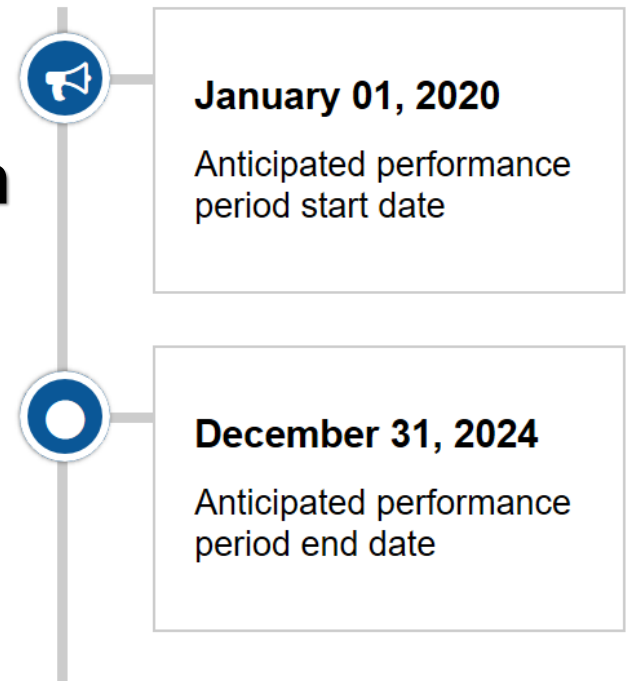 January 01, 2020
Anticipated performance
period start date
December 31, 2024
Anticipated performance
period end date